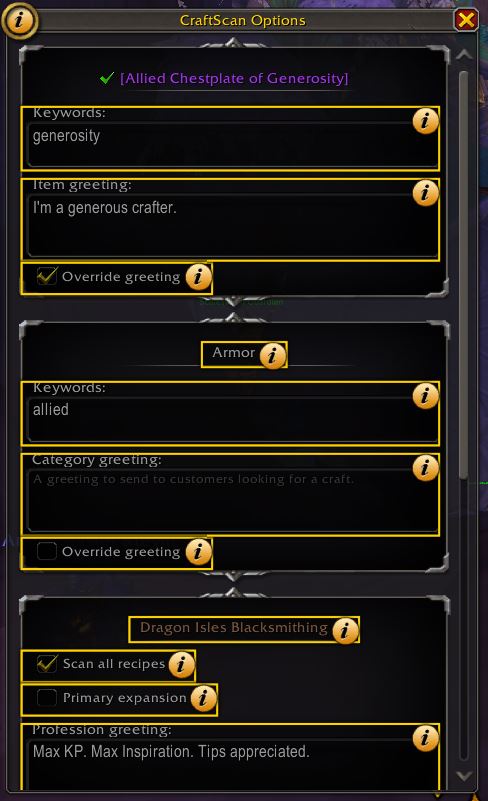 CraftScan Options
[Allied Chestplate of Generosity]
Keywords:
generosity
Item greeting:
I'm a generous crafter.
Override greeting
Armor
Keywords:
allied
Category greeting:
A greeting to send to customers looking for a craft.
Override greeting
Dragon Isles Blacksmithing
Scan all recipes
Primary expansion
Profession greeting:
Max KP. Max Inspiration. Tips appreciated.